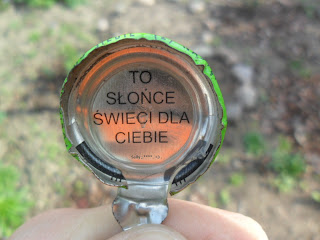 TO
SŁOŃCE
ŚWIECI DLA
CIEBIE